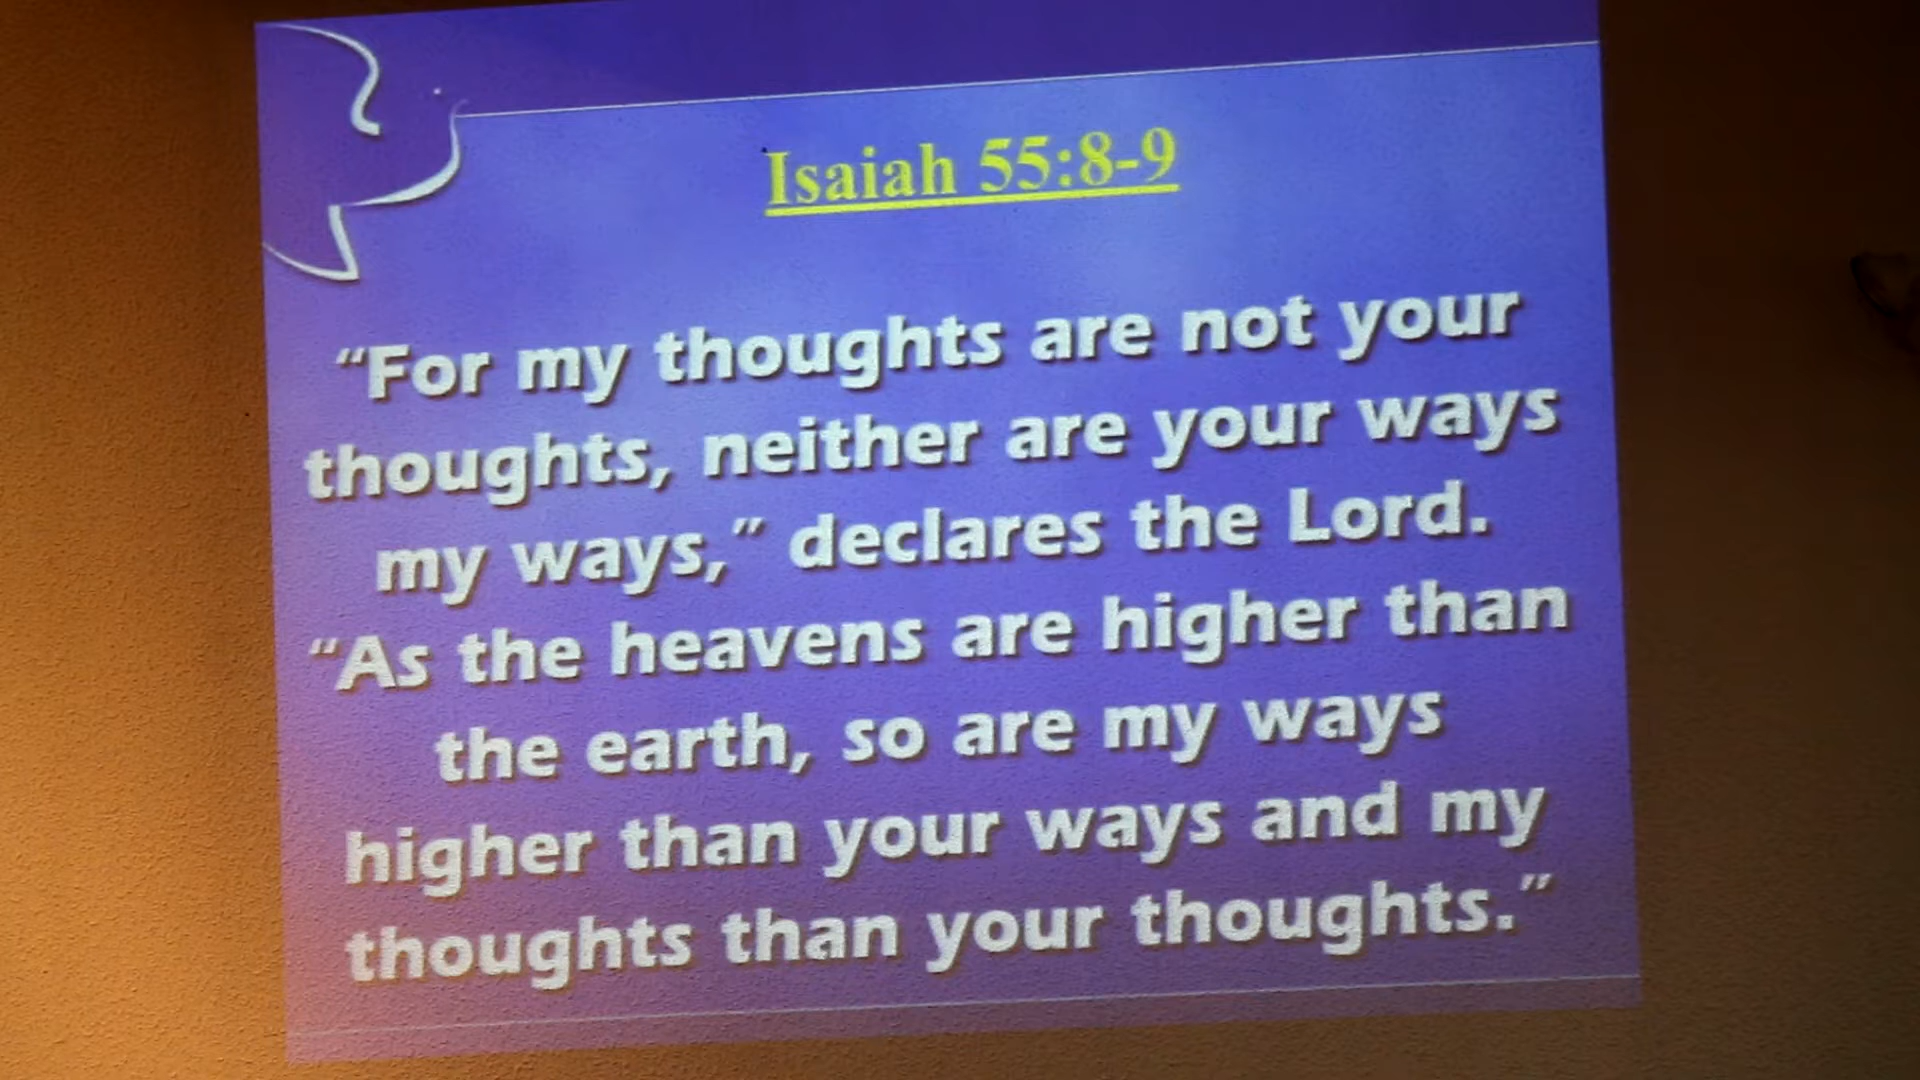 Isaiah 55:8-9
“For my thoughts are not your
thoughts, neither are your ways
my ways,” declares the Lord.
“As the heavens are higher than
the earth, so are my ways
higher than your ways and my
thoughts than your thoughts.”